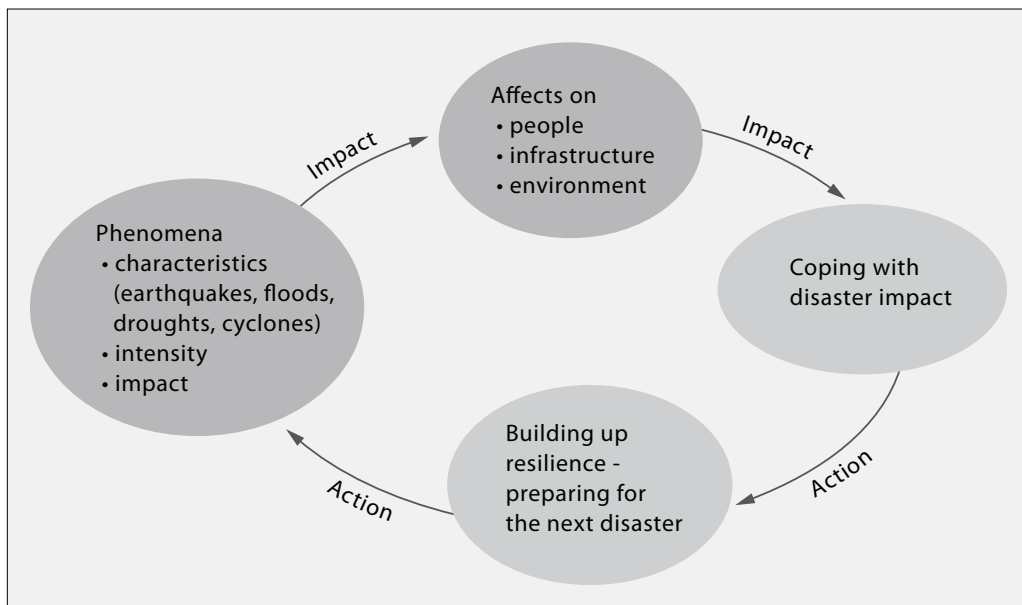 Affects on
• people
• infrastructure
• environment
Impact
Impact
Phenomena
• characteristics
(earthquakes, floods,
droughts, cyclones)
• intensity
• impact
Coping with
disaster impact
Building up
resilience -
preparing for
the next disaster
Action
Action